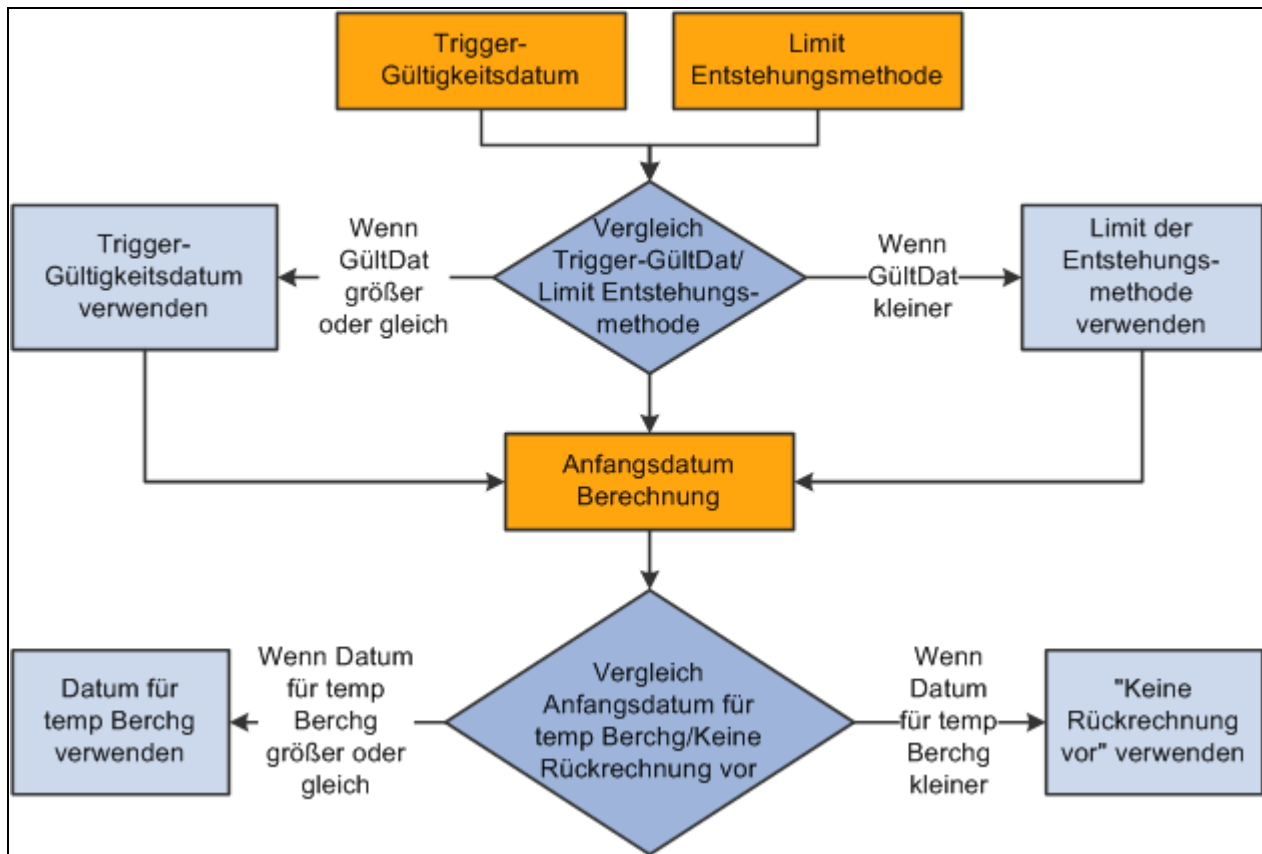 Trigger-
Gültigkeitsdatum
Limit
Entstehungsmethode
Trigger-
Gültigkeitsdatum
verwenden
Wenn
GültDat
größer
oder gleich
Vergleich
Trigger-GültDat/
Limit Entstehungs-
methode
Wenn
GültDat
kleiner
Limit der
Entstehungs-
methode
verwenden
Anfangsdatum
Berechnung
Datum für
temp Berchg
verwenden
Wenn Datum
für temp
Berchg
größer oder
gleich
Vergleich
Anfangsdatum für
temp Berchg/Keine
Rückrechnung vor
Wenn
Datum
für temp
Berchg
kleiner
"Keine
Rückrechnung
vor" verwenden